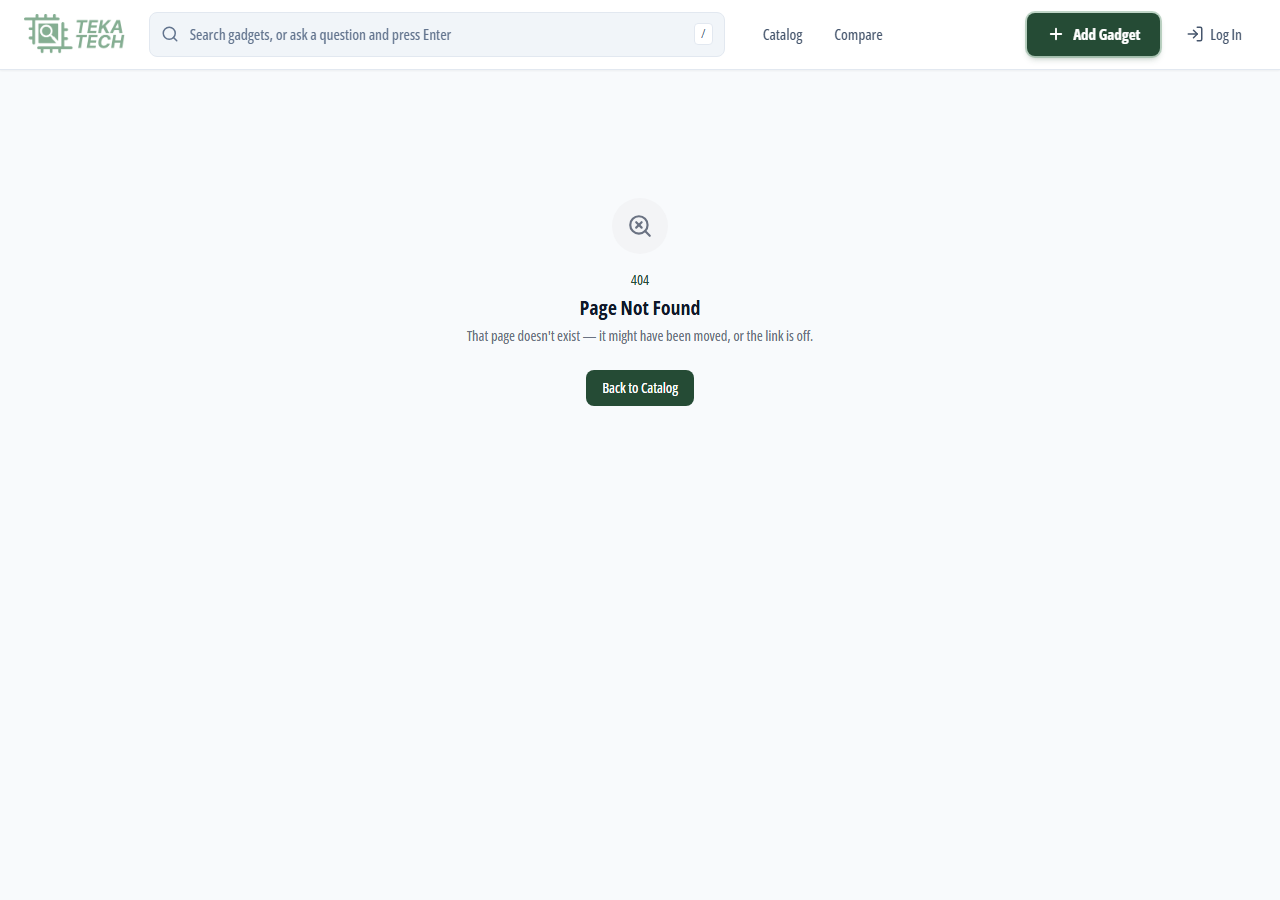 TEKA
TECH
Search gadgets, or ask a question and press Enter
/
Catalog
Compare
Add Gadget
Log In
404
Page Not Found
That page doesn't exist — it might have been moved, or the link is off.
Back to Catalog